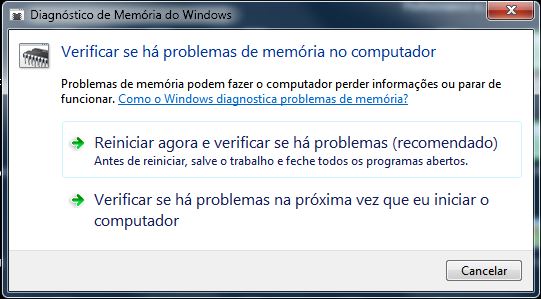 Diagnóstico de Memória do Windows
Verificar se há problemas de memória no computador
Problemas de memória podem fazer o computador perder informações ou parar de
funcionar. Como o Windows diagnostica problemas de memória?
Reiniciar agora e verificar se há problemas (recomendado)
Antes de reiniciar, salve o trabalho e feche todos os programas abertos.
Verificar se há problemas na próxima vez que eu iniciar o
computador
Cancelar